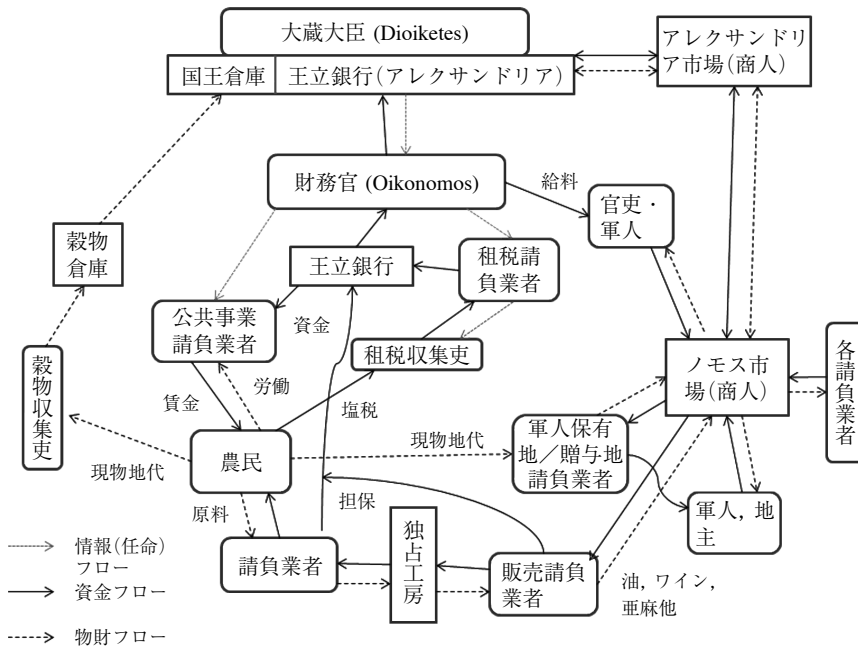 大蔵大臣 (Dioiketes)
国王倉庫
王立銀行(アレクサンドリア)
アレクサンドリ
ア市場(商人)
財務官 (Oikonomos)
給料
官吏・
軍人
穀物
倉庫
王立銀行
租税請
負業者
公共事業
請負業者
資金
租税収集吏
穀物収集吏
労働
賃金
塩税
ノモス市
場(商人)
各請負業者
農民
現物地代
現物地代
軍人保有
地／贈与地
請負業者
原料
担保
軍人，地
主
請負業者
独占工房
販売請負
業者
油，ワイン，
亜麻他
情報(任命)
フロー
資金フロー
物財フロー